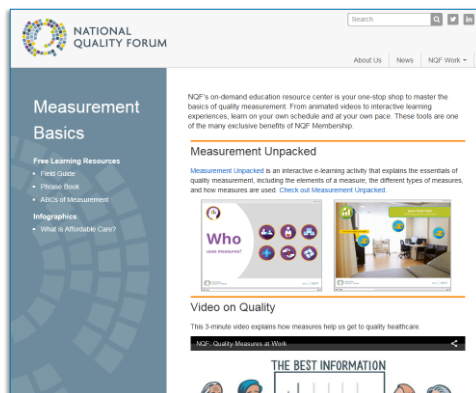 NATIONAL
QUALITY FORUM
Search
About Us
News
NQF Work
Measurement
Basics
Free Learning Resources
Field Guide
Phrase Book
ABCs of Measurement
Infographics
What is Affordable Care?
NQF's on-demand education resource center is your one-stop shop to master the
basics of quality measurement. From animated videos to interactive learning
experiences, learn on your own schedule and at your own pace. These tools are one
of the many exclusive benefits of NQF Membership.
Measurement Unpacked
Measurement Unpacked is an interactive e-learning activity that explains the essentials of
quality measurement, including the elements of a measure, the different types of measures,
and how measures are used. Check out Measurement Unpacked.
Who
uses measures?
Video on Quality
This 3-minute video explains how measures help us get to quality healthcare.
NQF: Quality Measures at Work
THE BEST INFORMATION